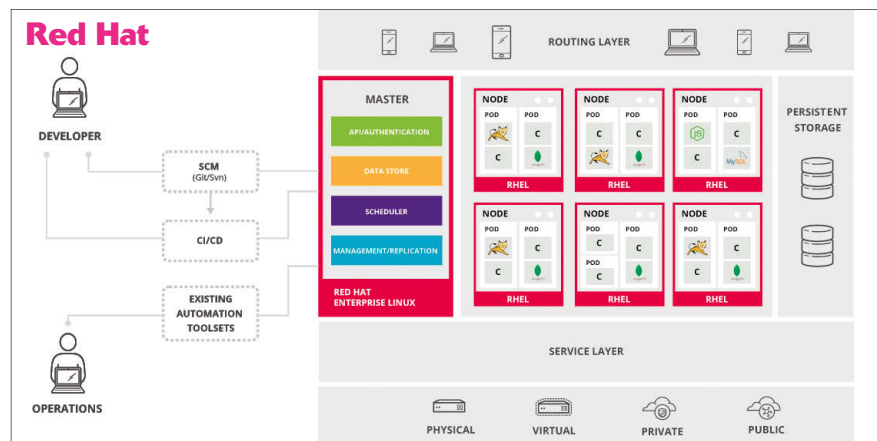 Red Hat
ROUTING LAYER
DEVELOPER
SCM
(Git/Svn)
CI/CD
EXISTING
AUTOMATION
TOOLSETS
OPERATIONS
MASTER
API/AUTHENTICATION
DATA STORE
SCHEDULER
MANAGEMENT/REPLICATION
RED HAT
ENTERPRISE LINUX
NODE
POD POD
C
C
RHEL
NODE
POD POD
C
C
RHEL
NODE
POD POD
JS C
C MySQL
RHEL
NODE
POD POD
C
C
RHEL
NODE
POD POD
C C
POD
C
RHEL
NODE
POD POD
C
C
RHEL
PERSISTENT
STORAGE
SERVICE LAYER
PHYSICAL VIRTUAL PRIVATE PUBLIC